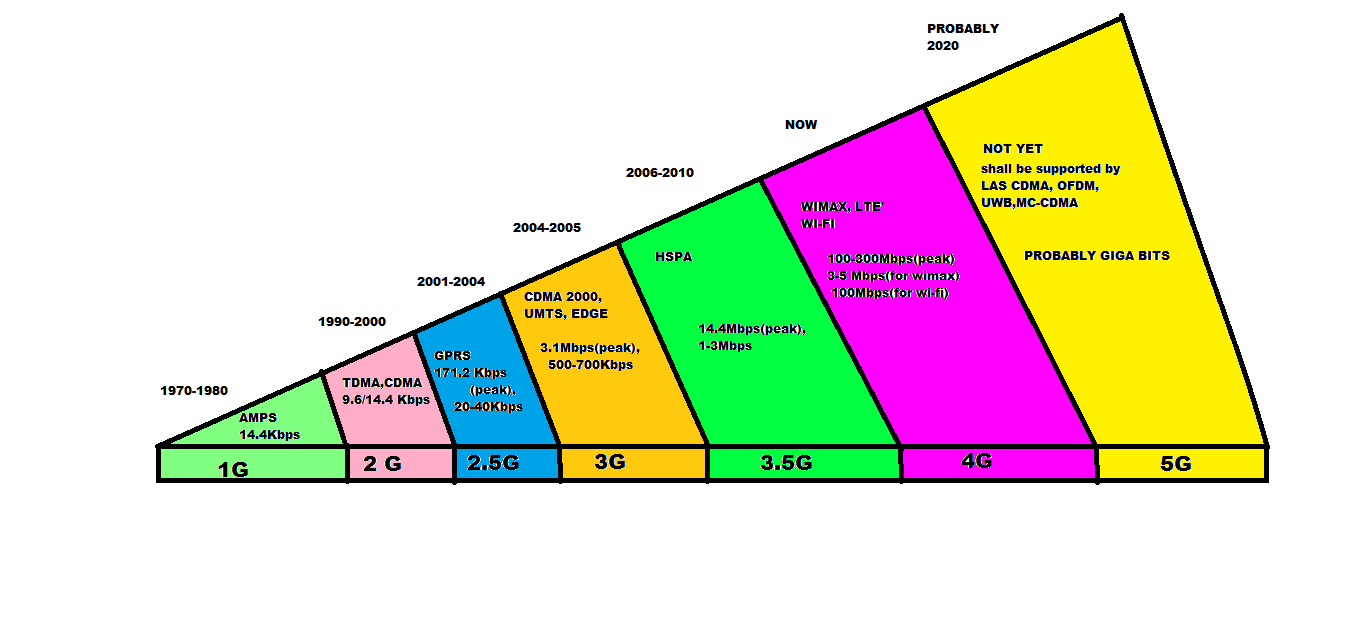 PROBABLY
2020
NOW
2006-2010
2004-2005
2001-2004
1990-2000
1970-1980
AMPS
14.4Kbps
TDMA,CDMA
9.6/14.4 Kbps
GPRS
171.2 Kbps
(peak),
20-40Kbps
CDMA 2000,
UMTS, EDGE
3.1Mbps(peak),
500-700Kbps
HSPA
14.4Mbps(peak),
1-3Mbps
WIMAX, LTE'
WI-FI
100-300Mbps(peak)
3-5 Mbps(for wimax)
100Mbps(for wi-fi)
NOT YET
shall be supported by
LAS CDMA, OFDM,
UWB,MC-CDMA
PROBABLY GIGA BITS
1G
2 G
2.5G
3G
3.5G
4G
5G